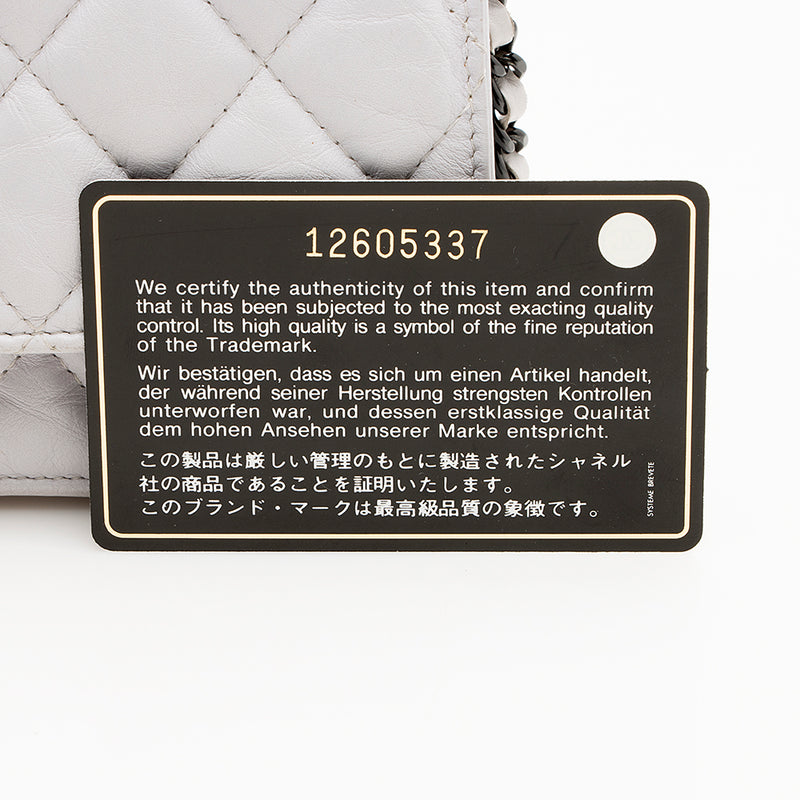 12605337
We certify the authenticity of this item and confirm
that it has been subjected to the most exacting quality
control. Its high quality is a symbol of the fine reputation
of the Trademark.
Wir bestätigen, dass es sich um einen Artikel handelt,
der während seiner Herstellung strengsten Kontrollen
unterworfen war, und dessen erstklassige Qualität
dem hohen Ansehen unserer Marke entspricht.
この製品は厳しい管理のもとに製造されたシャネル
社の商品であることを証明いたします。
このブランド・マークは最高級品質の象徴です。
SYSTEME BREVETE